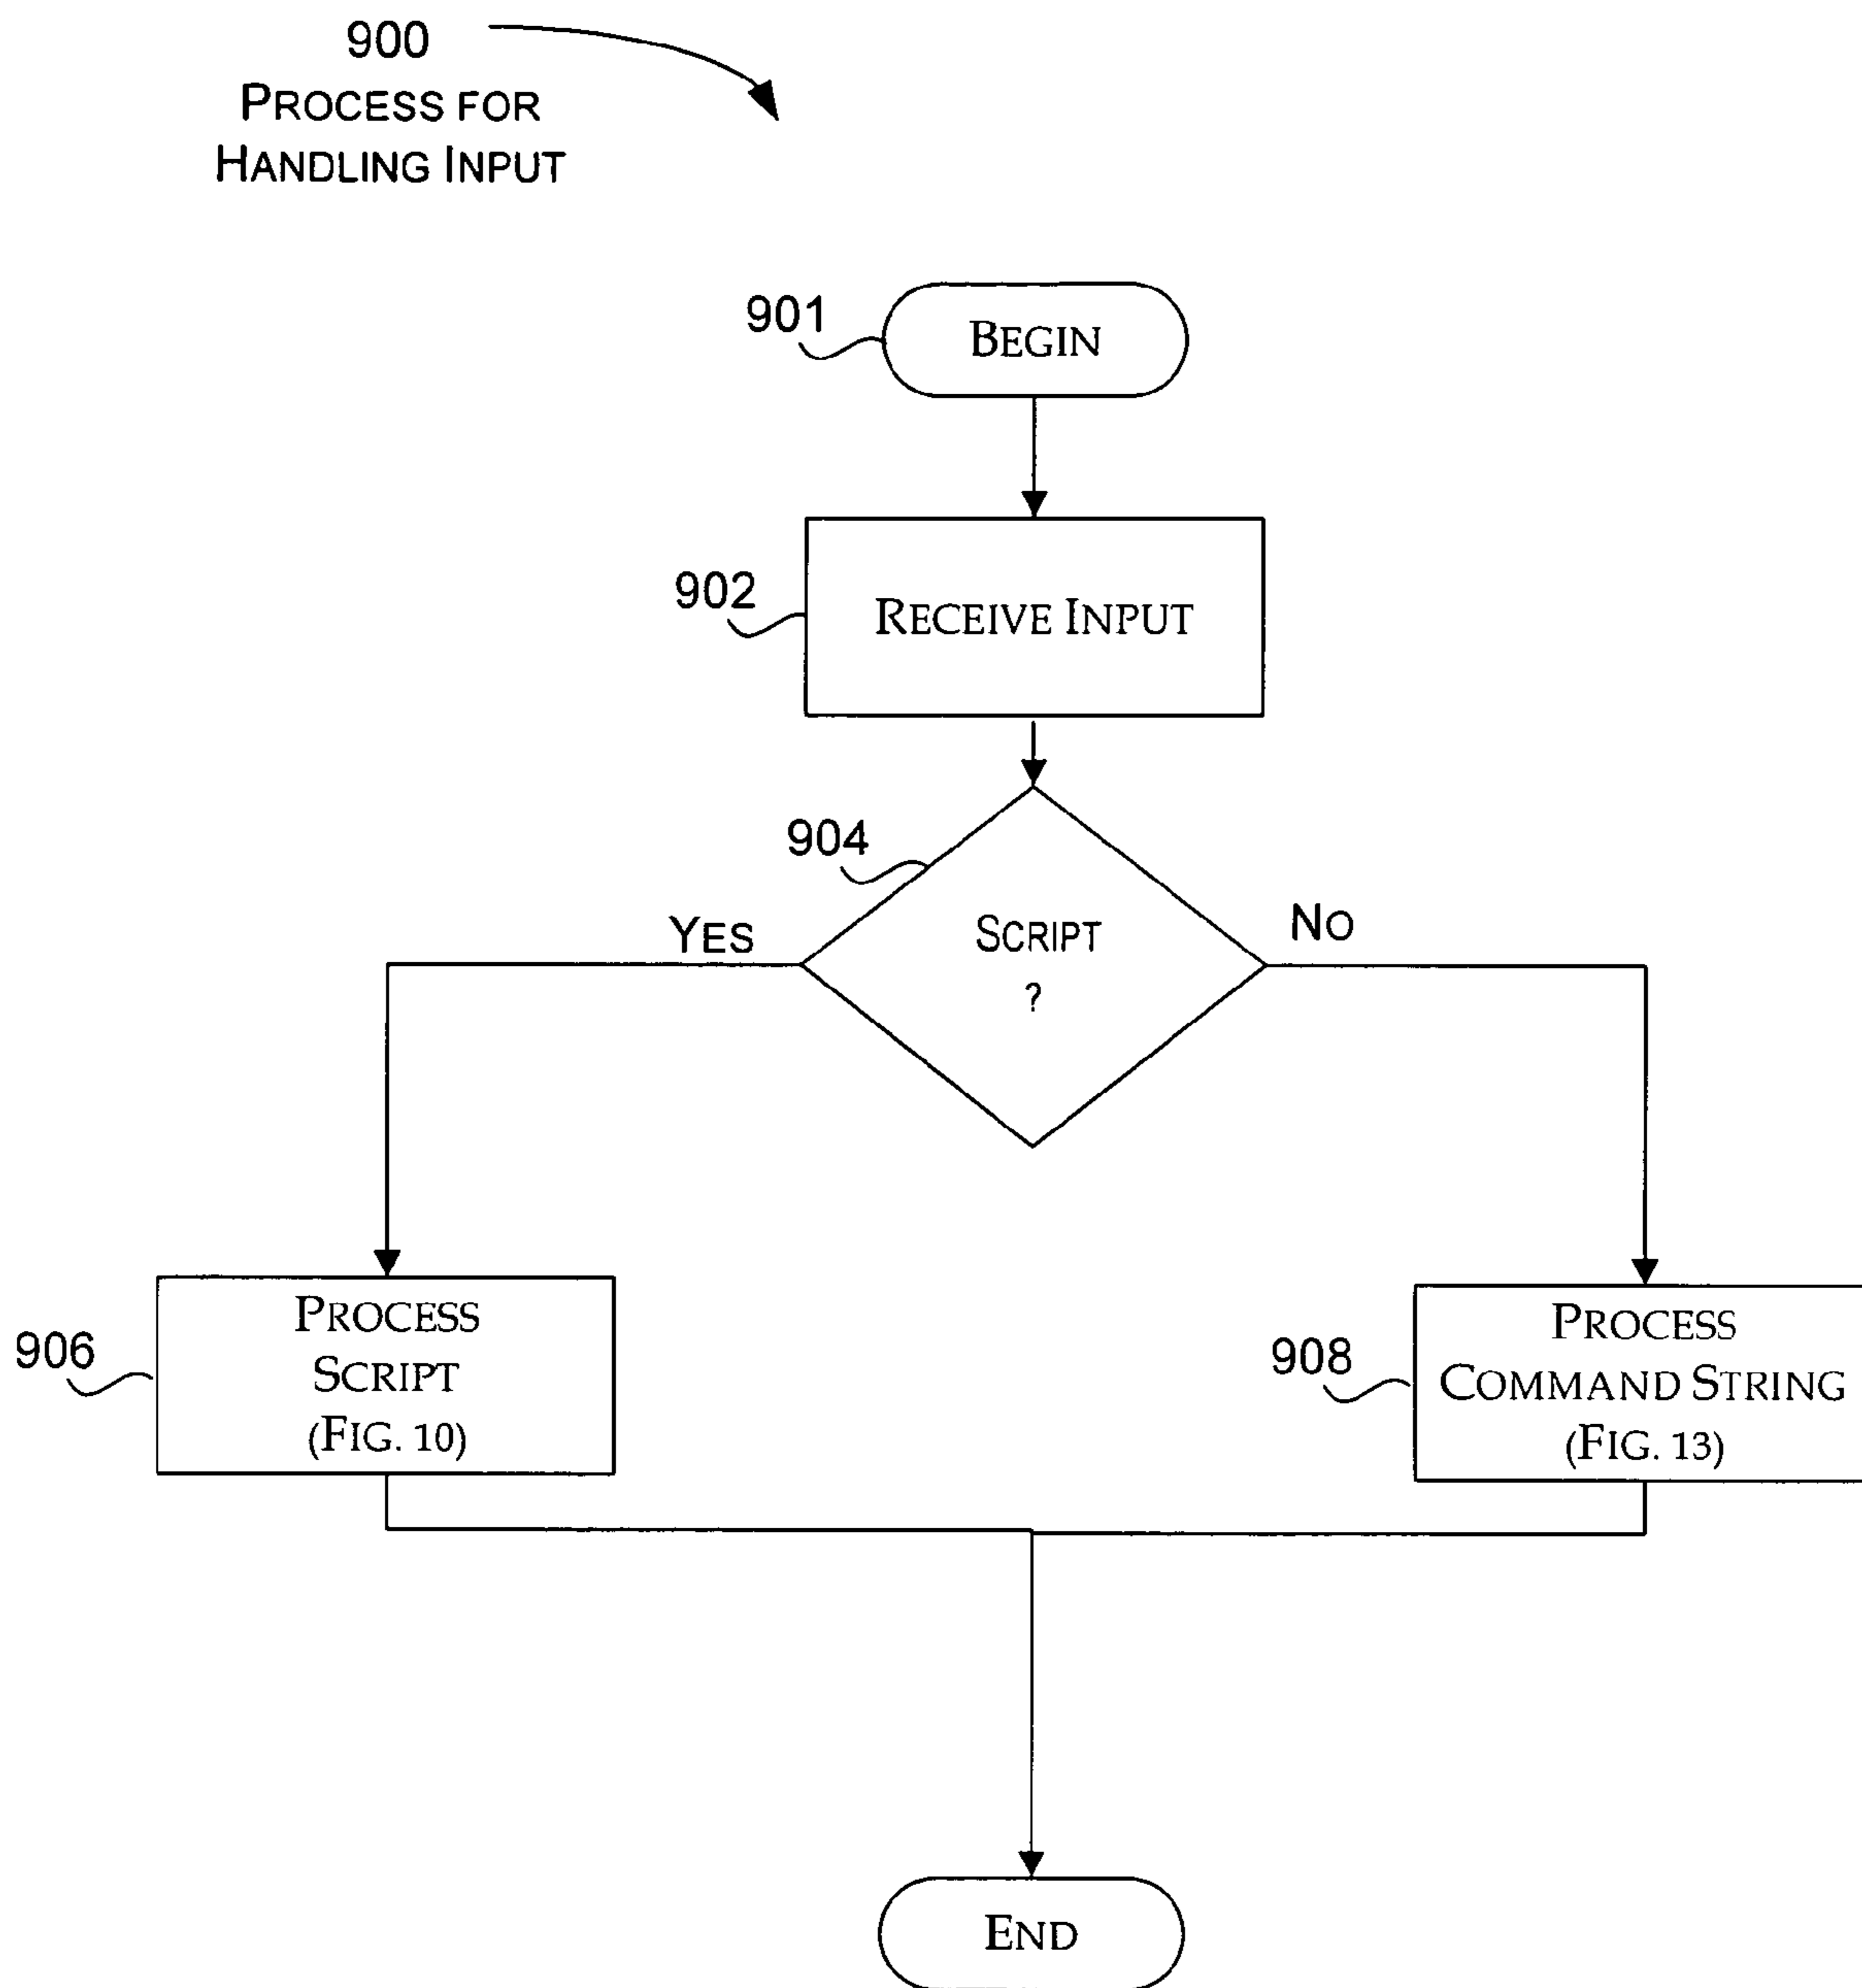 900
PROCESS FOR
HANDLING INPUT
901
BEGIN
902
RECEIVE INPUT
904
YES
SCRIPT
?
NO
906
PROCESS
SCRIPT
(FIG. 10)
908
PROCESS
COMMAND STRING
(FIG. 13)
END